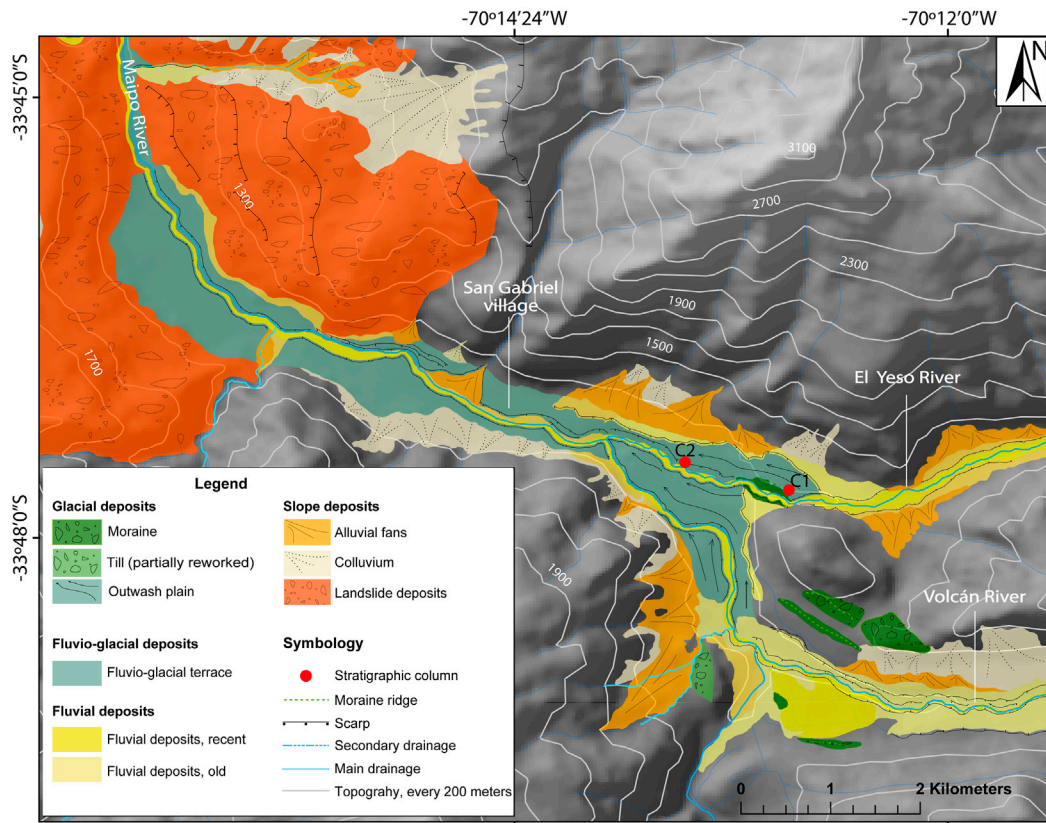 -70º14'24"W
-70º12'0"W
N
-33º45'0"S
Maipo River
3100
1300
2700
2300
San Gabriel
village
1900
1500
1700
El Yeso River
C2
C1
-33º48'0"S
1900
Volcán River
Legend
Glacial deposits
Moraine
Till (partially reworked)
Outwash plain
Fluvio-glacial deposits
Fluvio-glacial terrace
Fluvial deposits
Fluvial deposits, recent
Fluvial deposits, old
Slope deposits
Alluvial fans
Colluvium
Landslide deposits
Symbology
Stratigraphic column
Moraine ridge
Scarp
Secondary drainage
Main drainage
Topograhy, every 200 meters
0 1 2 Kilometers